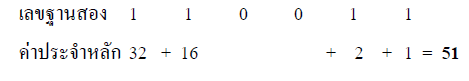 เลขฐานสอง 1 1 0 0 1 1
ค่าประจำหลัก 32 + 16 + 2 + 1 = 51